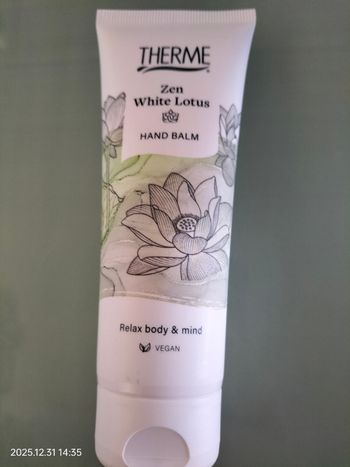 THERME
Zen
White Lotus
HAND BALM
Relax body & mind
VEGAN
2025.12.31 14:35